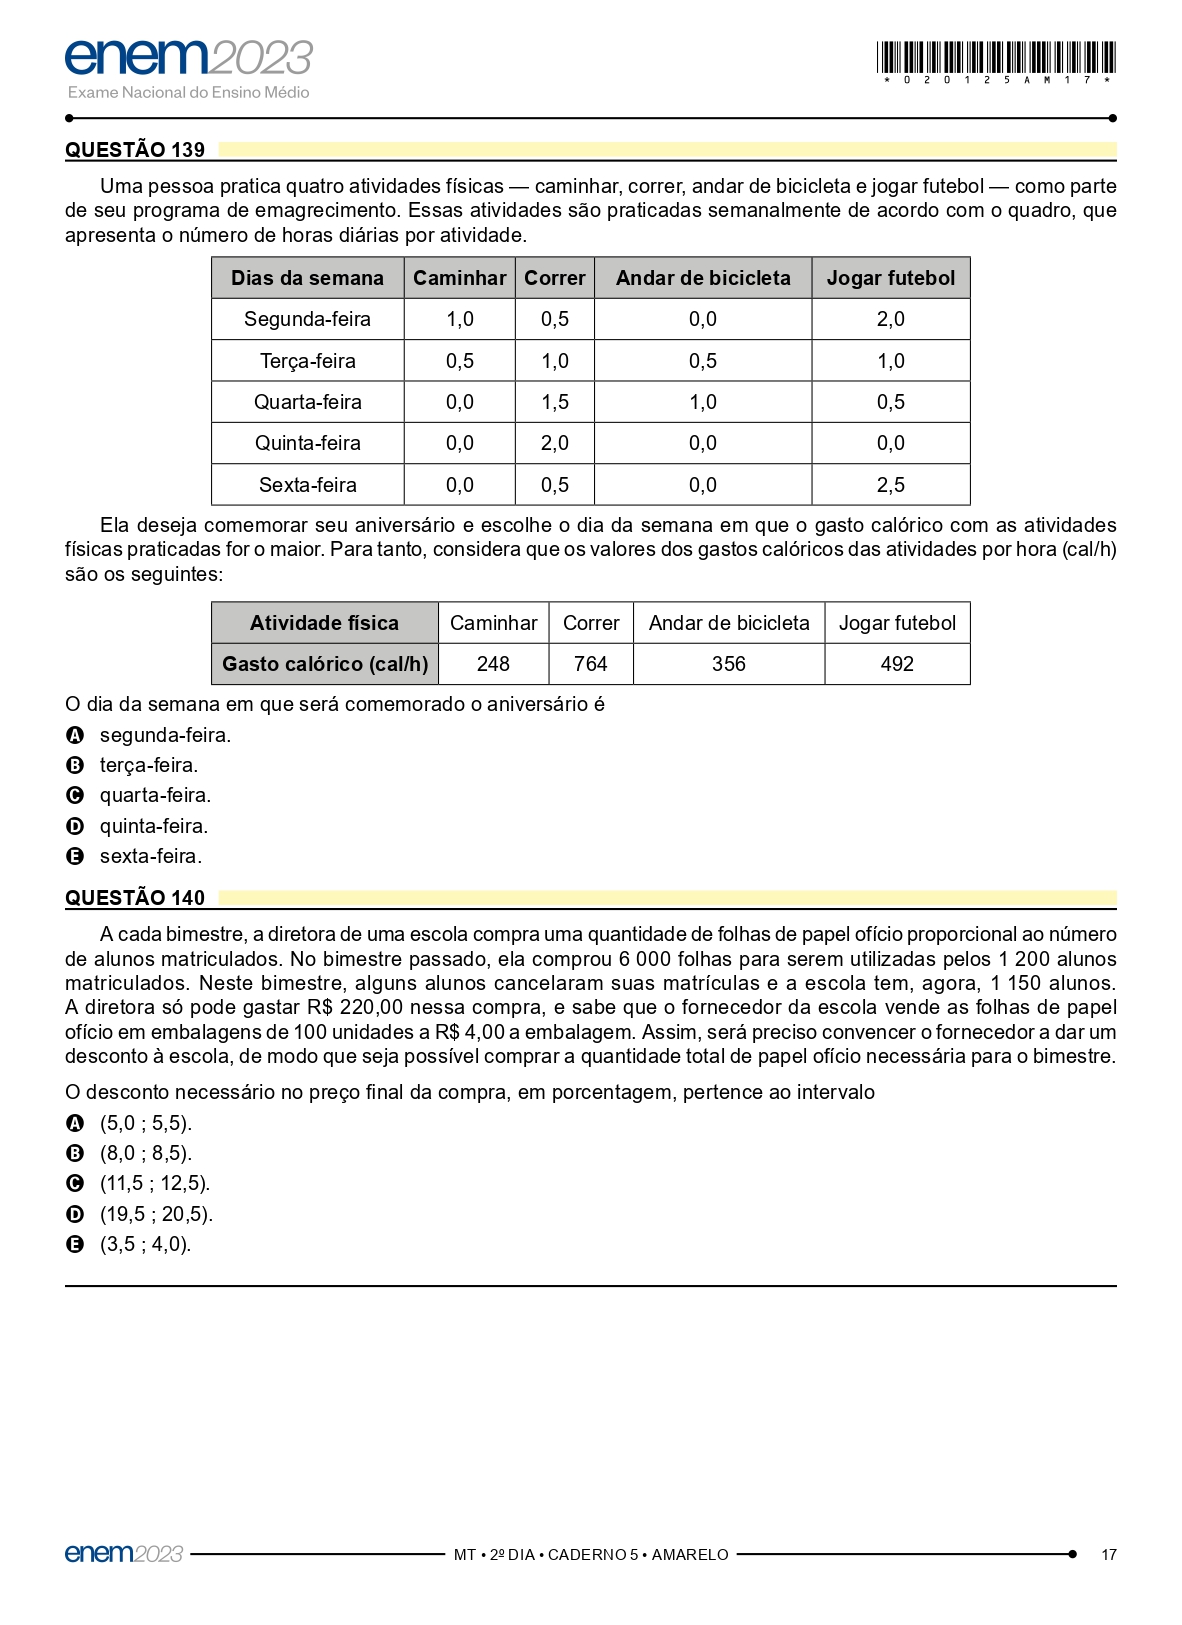 enem2023
Exame Nacional do Ensino Médio
*020125AM17*
QUESTÃO 139
Uma pessoa pratica quatro atividades físicas — caminhar, correr, andar de bicicleta e jogar futebol — como parte
de seu programa de emagrecimento. Essas atividades são praticadas semanalmente de acordo com o quadro, que
apresenta o número de horas diárias por atividade.
Dias da semana Caminhar Correr Andar de bicicleta Jogar futebol
Segunda-feira 1,0 0,5 0,0 2,0
Terça-feira 0,5 1,0 0,5 1,0
Quarta-feira 0,0 1,5 1,0 0,5
Quinta-feira 0,0 2,0 0,0 0,0
Sexta-feira 0,0 0,5 0,0 2,5
Ela deseja comemorar seu aniversário e escolhe o dia da semana em que o gasto calórico com as atividades
físicas praticadas for o maior. Para tanto, considera que os valores dos gastos calóricos das atividades por hora (cal/h)
são os seguintes:
Atividade física Caminhar Correr Andar de bicicleta Jogar futebol
Gasto calórico (cal/h) 248 764 356 492
O dia da semana em que será comemorado o aniversário é
A segunda-feira.
B terça-feira.
C quarta-feira.
D quinta-feira.
E sexta-feira.
QUESTÃO 140
A cada bimestre, a diretora de uma escola compra uma quantidade de folhas de papel ofício proporcional ao número
de alunos matriculados. No bimestre passado, ela comprou 6 000 folhas para serem utilizadas pelos 1 200 alunos
matriculados. Neste bimestre, alguns alunos cancelaram suas matrículas e a escola tem, agora, 1 150 alunos.
A diretora só pode gastar R$ 220,00 nessa compra, e sabe que o fornecedor da escola vende as folhas de papel
ofício em embalagens de 100 unidades a R$ 4,00 a embalagem. Assim, será preciso convencer o fornecedor a dar um
desconto à escola, de modo que seja possível comprar a quantidade total de papel ofício necessária para o bimestre.
O desconto necessário no preço final da compra, em porcentagem, pertence ao intervalo
A (5,0 ; 5,5).
B (8,0 ; 8,5).
C (11,5 ; 12,5).
D (19,5 ; 20,5).
E (3,5 ; 4,0).
enem2023 MT • 2º DIA • CADERNO 5 • AMARELO 17